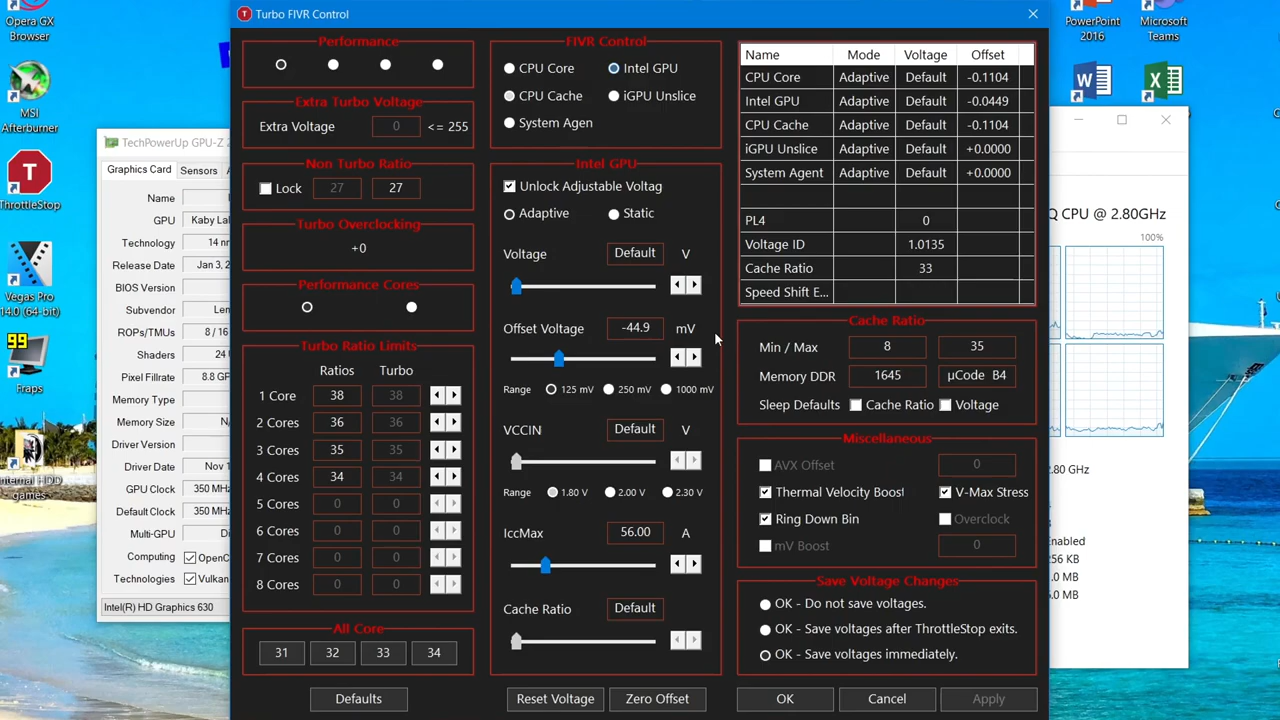 Opera GX
Browser
MSI
Afterburner
ThrottleStop
Vegas Pro
14.0 (64-bit)
99
Fraps
internal HDD
games
TechPowerUp GPU-Z 2
Graphics Card
Sensors
Name
GPU
Kaby La
Technology
14 nm
Release Date
Jan 3, 2
BIOS Version
Subvendor
Len
ROPs/TMUs
8 / 16
Shaders
24 U
Pixel Fillrate
8.8 GP
Memory Type
Memory Size
N/
Driver Version
Driver Date
Nov 1
GPU Clock
350 MHz
Default Clock
350 MHz
Multi-GPU
Di
Computing
OpenC
Technologies
Vulkan
Intel(R) HD Graphics 630
Turbo FIVR Control
Performance
Extra Turbo Voltage
Extra Voltage 0 <= 255
Non Turbo Ratio
Lock 27 27
Turbo Overclocking
+0
Performance Cores
Turbo Ratio Limits
Ratios Turbo
1 Core 38 38
2 Cores 36 36
3 Cores 35 35
4 Cores 34 34
5 Cores 0 0
6 Cores 0 0
7 Cores 0 0
8 Cores 0 0
All Core
31 32 33 34
Defaults
FIVR Control
CPU Core Intel GPU
CPU Cache iGPU Unslice
System Agen
Intel GPU
Unlock Adjustable Voltag
Adaptive Static
Voltage Default V
Offset Voltage -44.9 mV
Range 125 mV 250 mV 1000 mV
VCCIN Default V
Range 1.80 V 2.00 V 2.30 V
IccMax 56.00 A
Cache Ratio Default
Reset Voltage Zero Offset
Name Mode Voltage Offset
CPU Core Adaptive Default -0.1104
Intel GPU Adaptive Default -0.0449
CPU Cache Adaptive Default -0.1104
iGPU Unslice Adaptive Default +0.0000
System Agent Adaptive Default +0.0000
PL4 0
Voltage ID 1.0135
Cache Ratio 33
Speed Shift E...
Cache Ratio
Min / Max 8 35
Memory DDR 1645 µCode B4
Sleep Defaults Cache Ratio Voltage
Miscellaneous
AVX Offset 0
Thermal Velocity Boost V-Max Stress
Ring Down Bin Overclock
mV Boost 0
Save Voltage Changes
OK - Do not save voltages.
OK - Save voltages after ThrottleStop exits.
OK - Save voltages immediately.
OK Cancel Apply
PowerPoint
2016
Microsoft
Teams
Q CPU @ 2.80GHz
100%
2.80 GHz